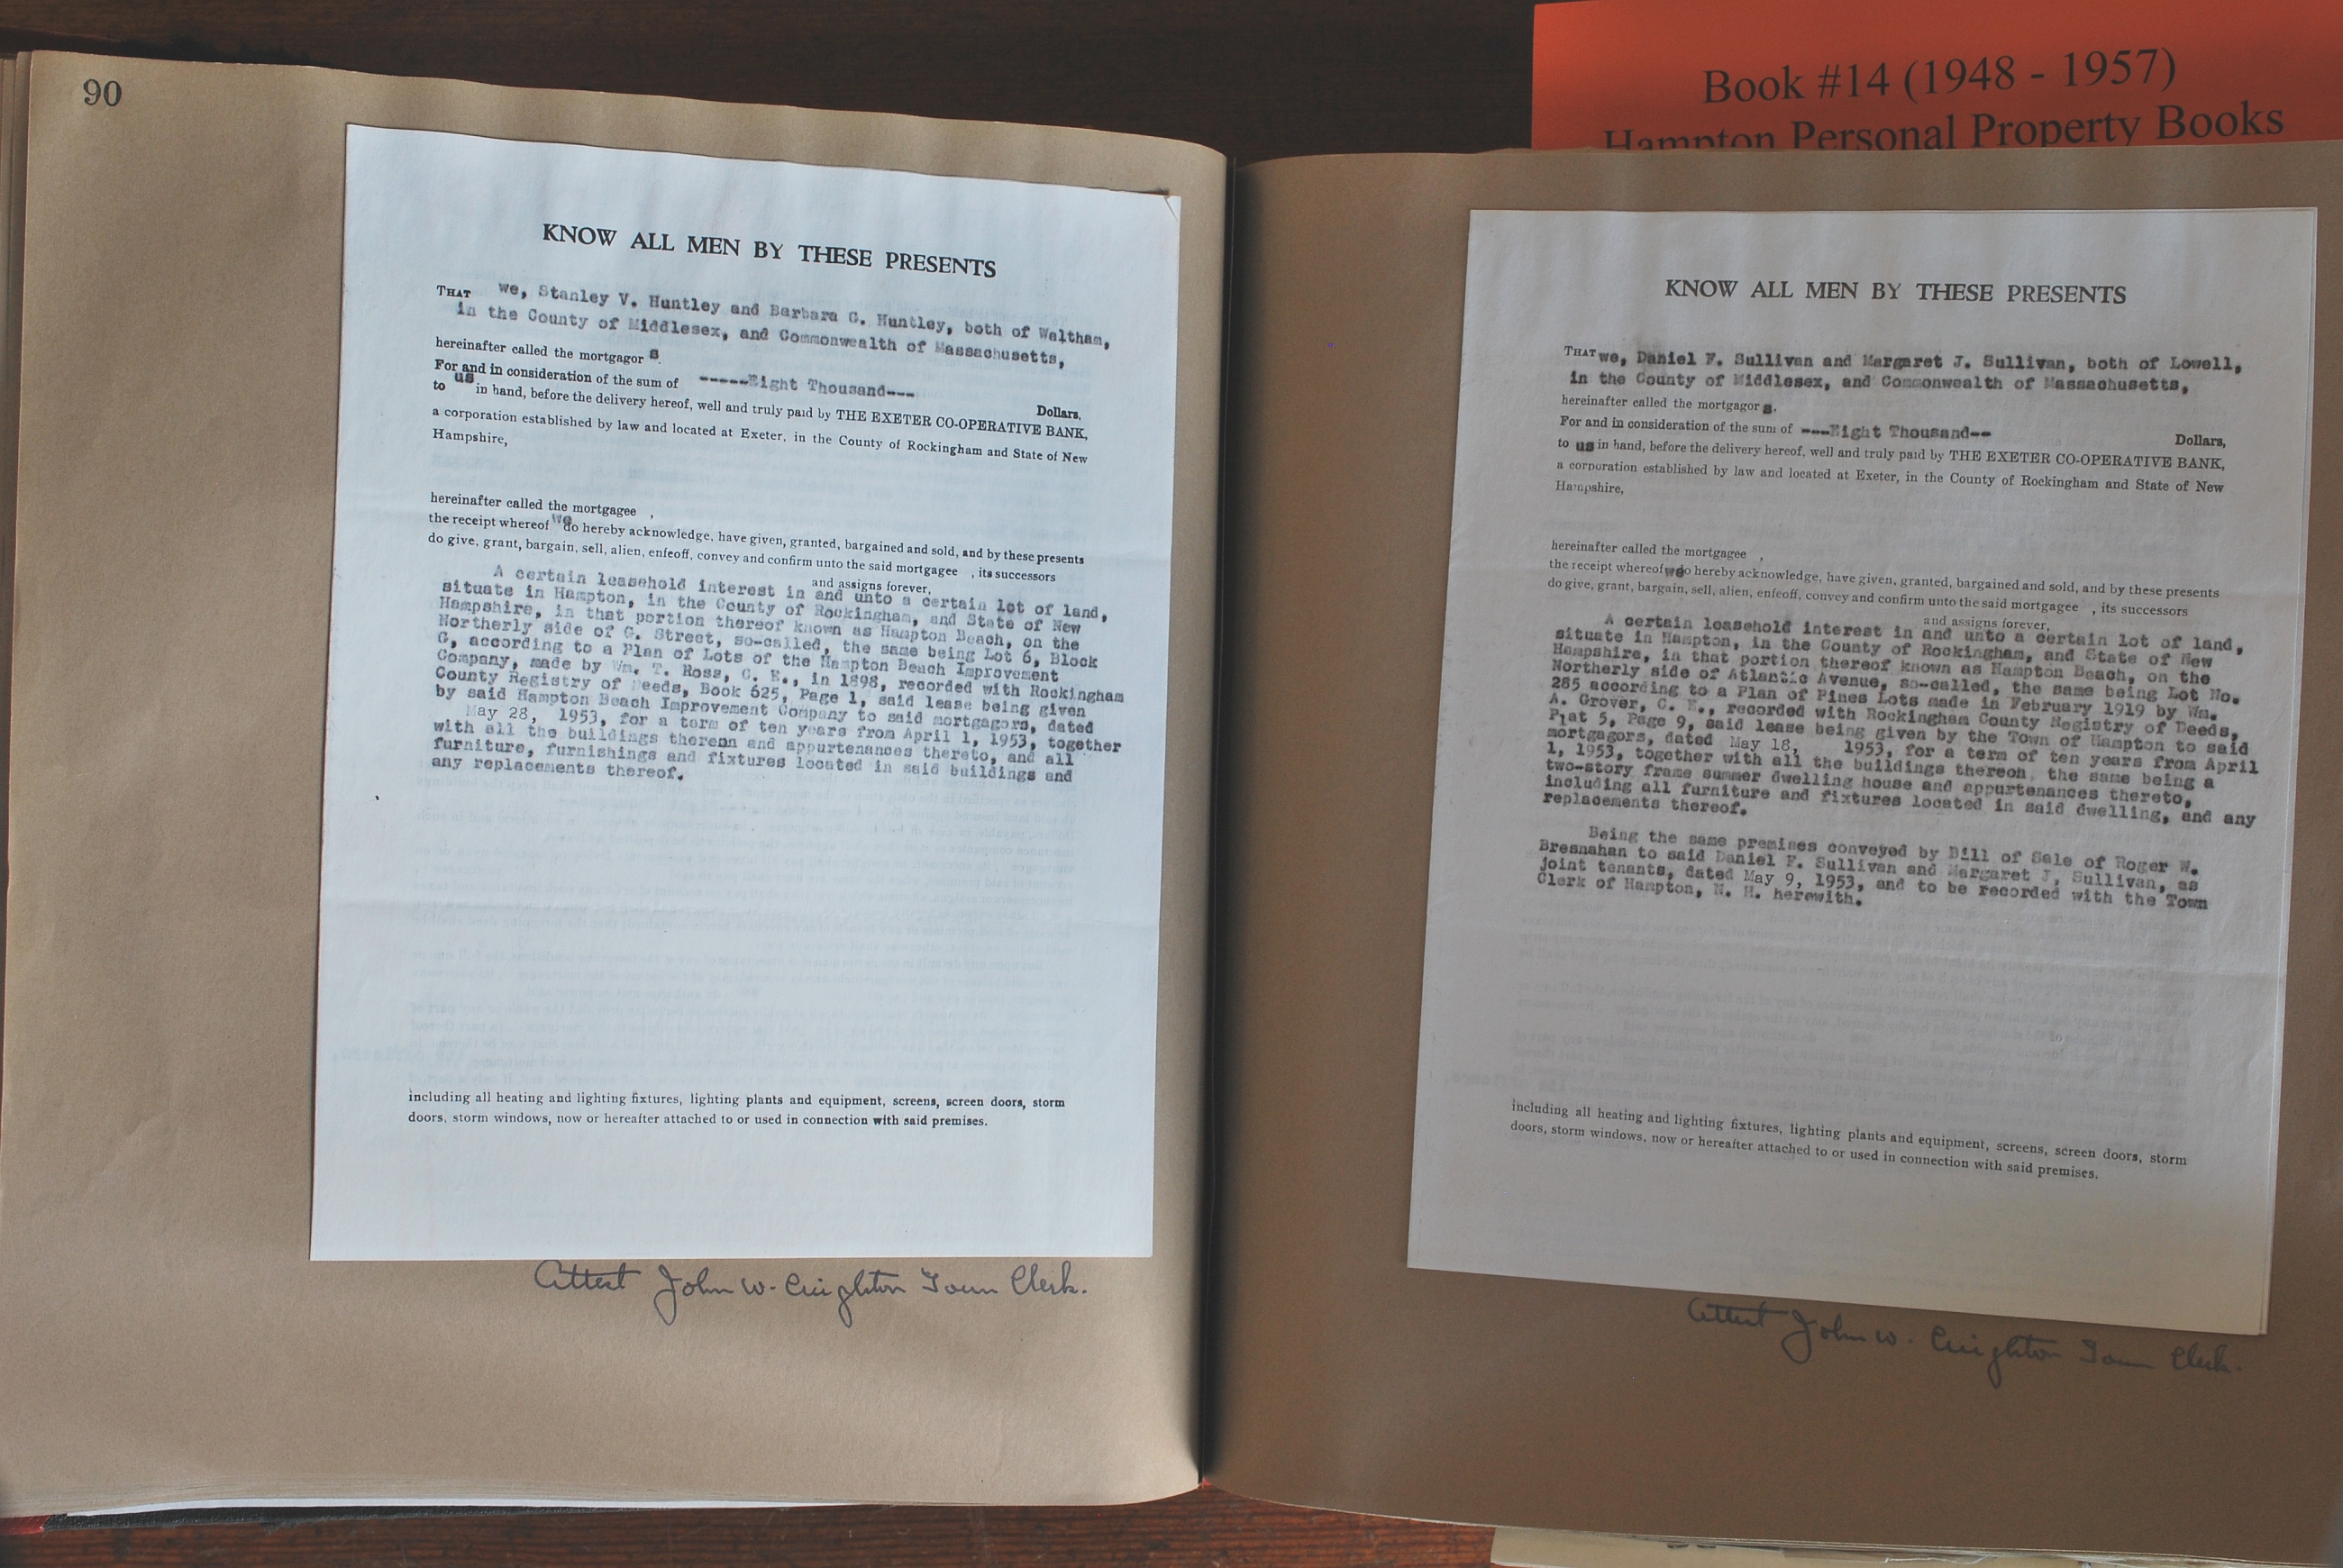 90
KNOW ALL MEN BY THESE PRESENTS
THAT we, Stanley V. Huntley and Barbara G. Huntley, both of Waltham,
in the County of Middlesex, and Commonwealth of Massachusetts,
hereinafter called the mortgagor s.
For and in consideration of the sum of -----Eight Thousand--- Dollars,
to us in hand, before the delivery hereof, well and truly paid by THE EXETER CO-OPERATIVE BANK,
a corporation established by law and located at Exeter, in the County of Rockingham and State of New
Hampshire,
hereinafter called the mortgagee ,
the receipt whereof we do hereby acknowledge, have given, granted, bargained and sold, and by these presents
do give, grant, bargain, sell, alien, enfeoff, convey and confirm unto the said mortgagee , its successors
and assigns forever,
A certain leasehold interest in and unto a certain lot of land,
situate in Hampton, in the County of Rockingham, and State of New
Hampshire, in that portion thereof known as Hampton Beach, on the
Northerly side of G. Street, so-called, the same being Lot 6, Block
G, according to a Plan of Lots of the Hampton Beach Improvement
Company, made by Wm. T. Ross, C. E., in 1898, recorded with Rockingham
County Registry of Deeds, Book 625, Page 1, said lease being given
by said Hampton Beach Improvement Company to said mortgagors, dated
May 28, 1953, for a term of ten years from April 1, 1953, together
with all the buildings thereon and appurtenances thereto, and all
furniture, furnishings and fixtures located in said buildings and
any replacements thereof.
including all heating and lighting fixtures, lighting plants and equipment, screens, screen doors, storm
doors, storm windows, now or hereafter attached to or used in connection with said premises.
Attest John W. Creighton Town Clerk.
Book #14 (1948 - 1957)
Hampton Personal Property Books
KNOW ALL MEN BY THESE PRESENTS
THAT we, Daniel F. Sullivan and Margaret J. Sullivan, both of Lowell,
in the County of Middlesex, and Commonwealth of Massachusetts,
hereinafter called the mortgagor s.
For and in consideration of the sum of ---Eight Thousand-- Dollars,
to us in hand, before the delivery hereof, well and truly paid by THE EXETER CO-OPERATIVE BANK,
a corporation established by law and located at Exeter, in the County of Rockingham and State of New
Hampshire,
hereinafter called the mortgagee ,
the receipt whereof we do hereby acknowledge, have given, granted, bargained and sold, and by these presents
do give, grant, bargain, sell, alien, enfeoff, convey and confirm unto the said mortgagee , its successors
and assigns forever,
A certain leasehold interest in and unto a certain lot of land,
situate in Hampton, in the County of Rockingham, and State of New
Hampshire, in that portion thereof known as Hampton Beach, on the
Northerly side of Atlantic Avenue, so-called, the same being Lot No.
285 according to a Plan of Pines Lots made in February 1919 by Wm.
A. Grover, C. E., recorded with Rockingham County Registry of Deeds,
Plat 5, Page 9, said lease being given by the Town of Hampton to said
mortgagors, dated May 18, 1953, for a term of ten years from April
1, 1953, together with all the buildings thereon, the same being a
two-story frame summer dwelling house and appurtenances thereto,
including all furniture and fixtures located in said dwelling, and any
replacements thereof.
Being the same premises conveyed by Bill of Sale of Roger W.
Bresnahan to said Daniel F. Sullivan and Margaret J. Sullivan, as
joint tenants, dated May 9, 1953, and to be recorded with the Town
Clerk of Hampton, N. H. herewith.
including all heating and lighting fixtures, lighting plants and equipment, screens, screen doors, storm
doors, storm windows, now or hereafter attached to or used in connection with said premises.
Attest John W. Creighton Town Clerk.